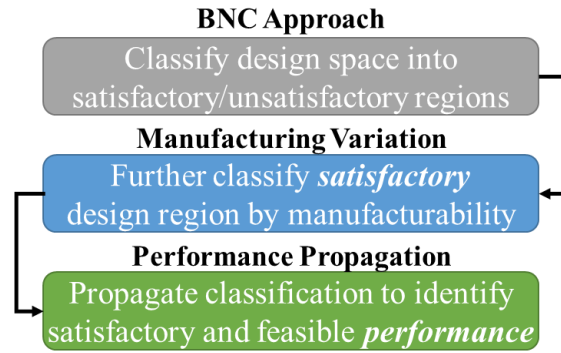 BNC Approach
Classify design space into
satisfactory/unsatisfactory regions
Manufacturing Variation
Further classify satisfactory
design region by manufacturability
Performance Propagation
Propagate classification to identify
satisfactory and feasible performance